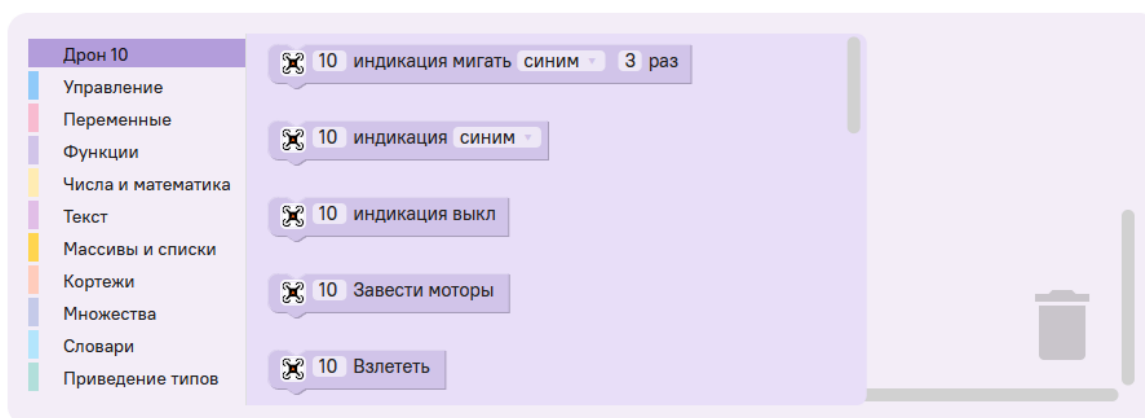 Дрон 10
Управление
Переменные
Функции
Числа и математика
Текст
Массивы и списки
Кортежи
Множества
Словари
Приведение типов
10 индикация мигать синим 3 раз
10 индикация синим
10 индикация выкл
10 Завести моторы
10 Взлететь